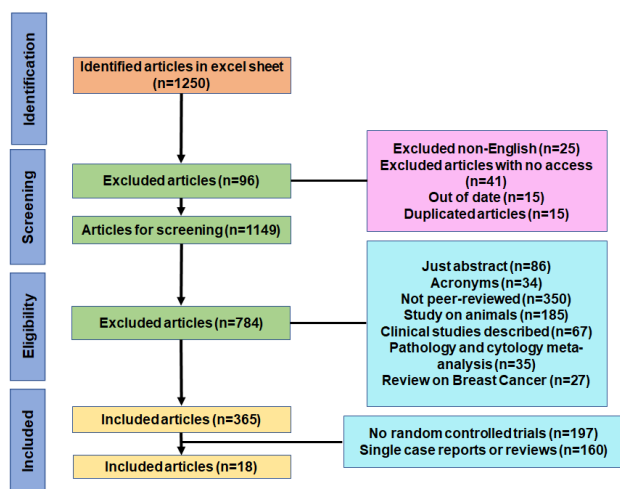 Identification
Identified articles in excel sheet
(n=1250)
Screening
Excluded articles (n=96)
Excluded non-English (n=25)
Excluded articles with no access
(n=41)
Out of date (n=15)
Duplicated articles (n=15)
Articles for screening (n=1149)
Eligibility
Excluded articles (n=784)
Just abstract (n=86)
Acronyms (n=34)
Not peer-reviewed (n=350)
Study on animals (n=185)
Clinical studies described (n=67)
Pathology and cytology meta-
analysis (n=35)
Review on Breast Cancer (n=27)
Included
Included articles (n=365)
No random controlled trials (n=197)
Single case reports or reviews (n=160)
Included articles (n=18)